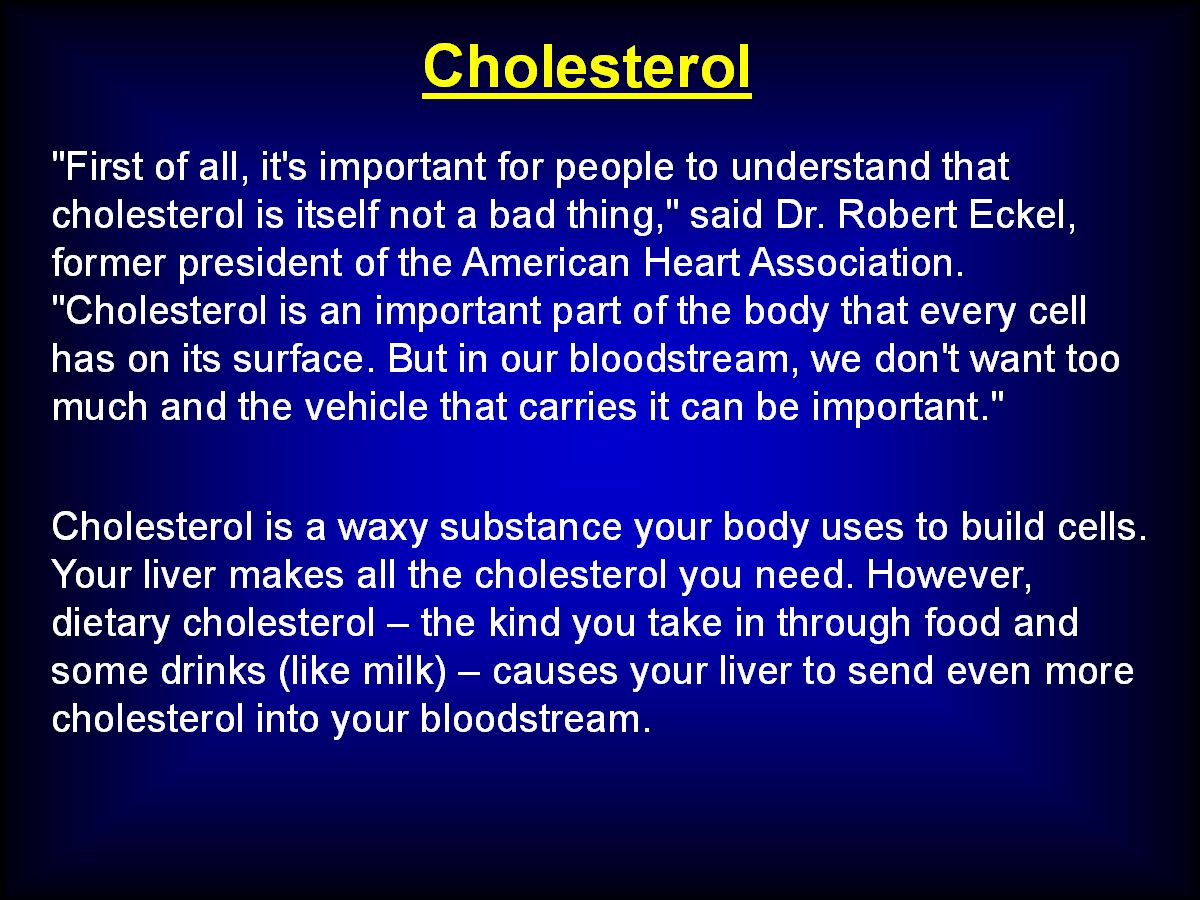 Cholesterol
"First of all, it's important for people to understand that
cholesterol is itself not a bad thing," said Dr. Robert Eckel,
former president of the American Heart Association.
"Cholesterol is an important part of the body that every cell
has on its surface. But in our bloodstream, we don't want too
much and the vehicle that carries it can be important."
Cholesterol is a waxy substance your body uses to build cells.
Your liver makes all the cholesterol you need. However,
dietary cholesterol – the kind you take in through food and
some drinks (like milk) – causes your liver to send even more
cholesterol into your bloodstream.